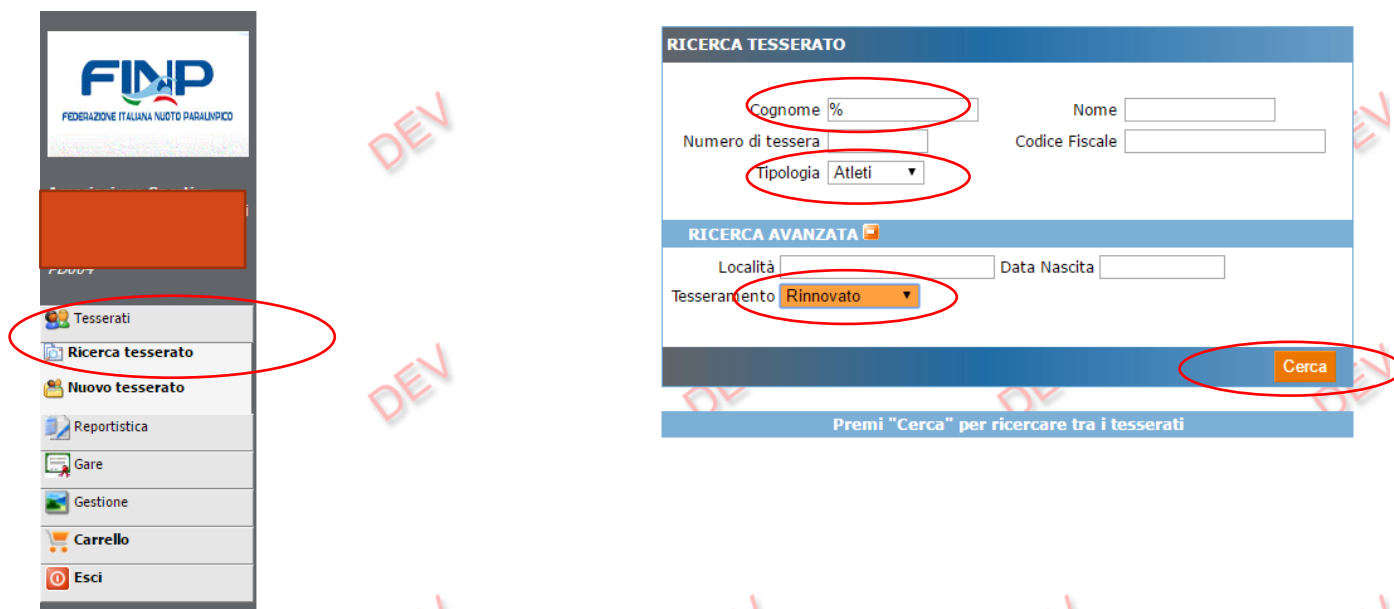 FINP
FEDERAZIONE ITALIANA NUOTO PARALIMPICO
Tesserati
Ricerca tesserato
Nuovo tesserato
Reportistica
Gare
Gestione
Carrello
Esci
DEV
DEV
RICERCA TESSERATO
Cognome % Nome
Numero di tessera Codice Fiscale
Tipologia Atleti
RICERCA AVANZATA
Località Data Nascita
Tesseramento Rinnovato
Cerca
Premi "Cerca" per ricercare tra i tesserati